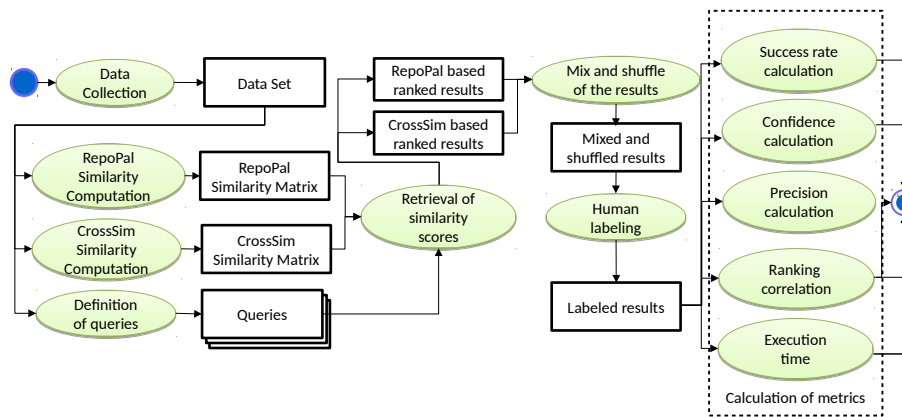 Data
Collection
Data Set
RepoPal
Similarity
Computation
RepoPal
Similarity Matrix
CrossSim
Similarity
Computation
CrossSim
Similarity Matrix
Definition
of queries
Queries
RepoPal based
ranked results
CrossSim based
ranked results
Retrieval of
similarity
scores
Mix and shuffle
of the results
Mixed and
shuffled results
Human
labeling
Labeled results
Success rate
calculation
Confidence
calculation
Precision
calculation
Ranking
correlation
Execution
time
Calculation of metrics